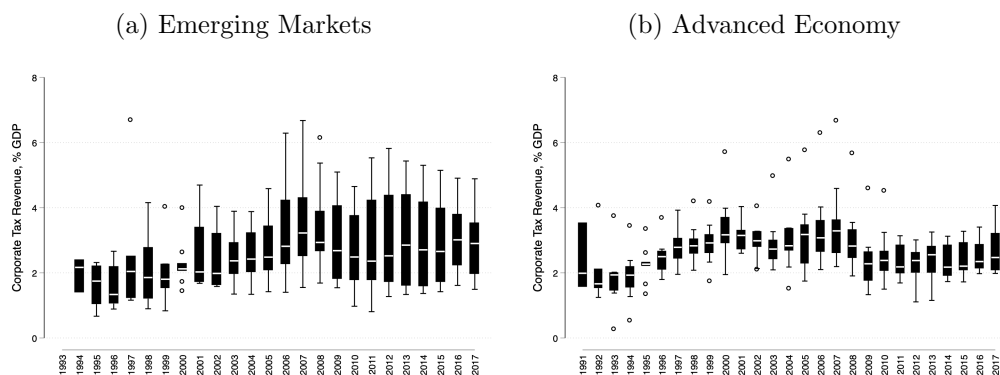 (a) Emerging Markets
(b) Advanced Economy
Corporate Tax Revenue, % GDP
8
6
4
2
0
1993 1994 1995 1996 1997 1998 1999 2000 2001 2002 2003 2004 2005 2006 2007 2008 2009 2010 2011 2012 2013 2014 2015 2016 2017
Corporate Tax Revenue, % GDP
8
6
4
2
0
1991 1992 1993 1994 1995 1996 1997 1998 1999 2000 2001 2002 2003 2004 2005 2006 2007 2008 2009 2010 2011 2012 2013 2014 2015 2016 2017